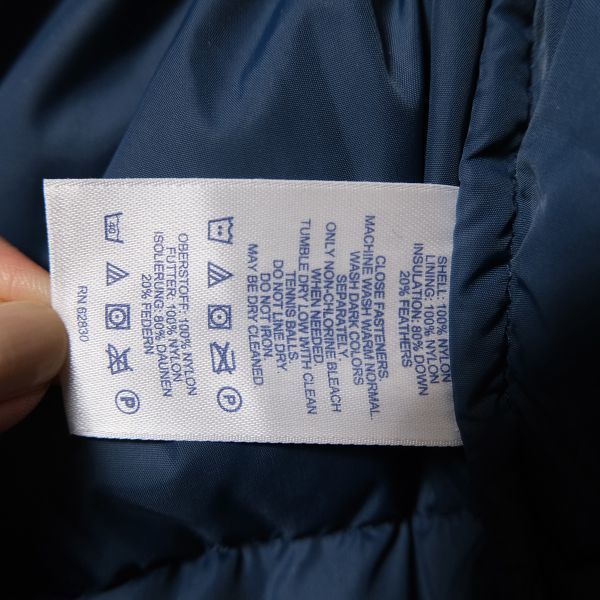 SHELL: 100% NYLON
LINING: 100% NYLON
INSULATION: 80% DOWN
20% FEATHERS
CLOSE FASTENERS.
MACHINE WASH WARM NORMAL.
WASH DARK COLORS
SEPARATELY.
ONLY NON-CHLORINE BLEACH
WHEN NEEDED
TUMBLE DRY LOW WITH CLEAN
TENNIS BALLS.
DO NOT LINE DRY.
DO NOT IRON.
MAY BE DRY CLEANED
OBERSTOFF: 100% NYLON
FUTTER: 100% NYLON
ISOLIERUNG: 80% DAUNEN
20% FEDERN
40
P
P
RN 62830